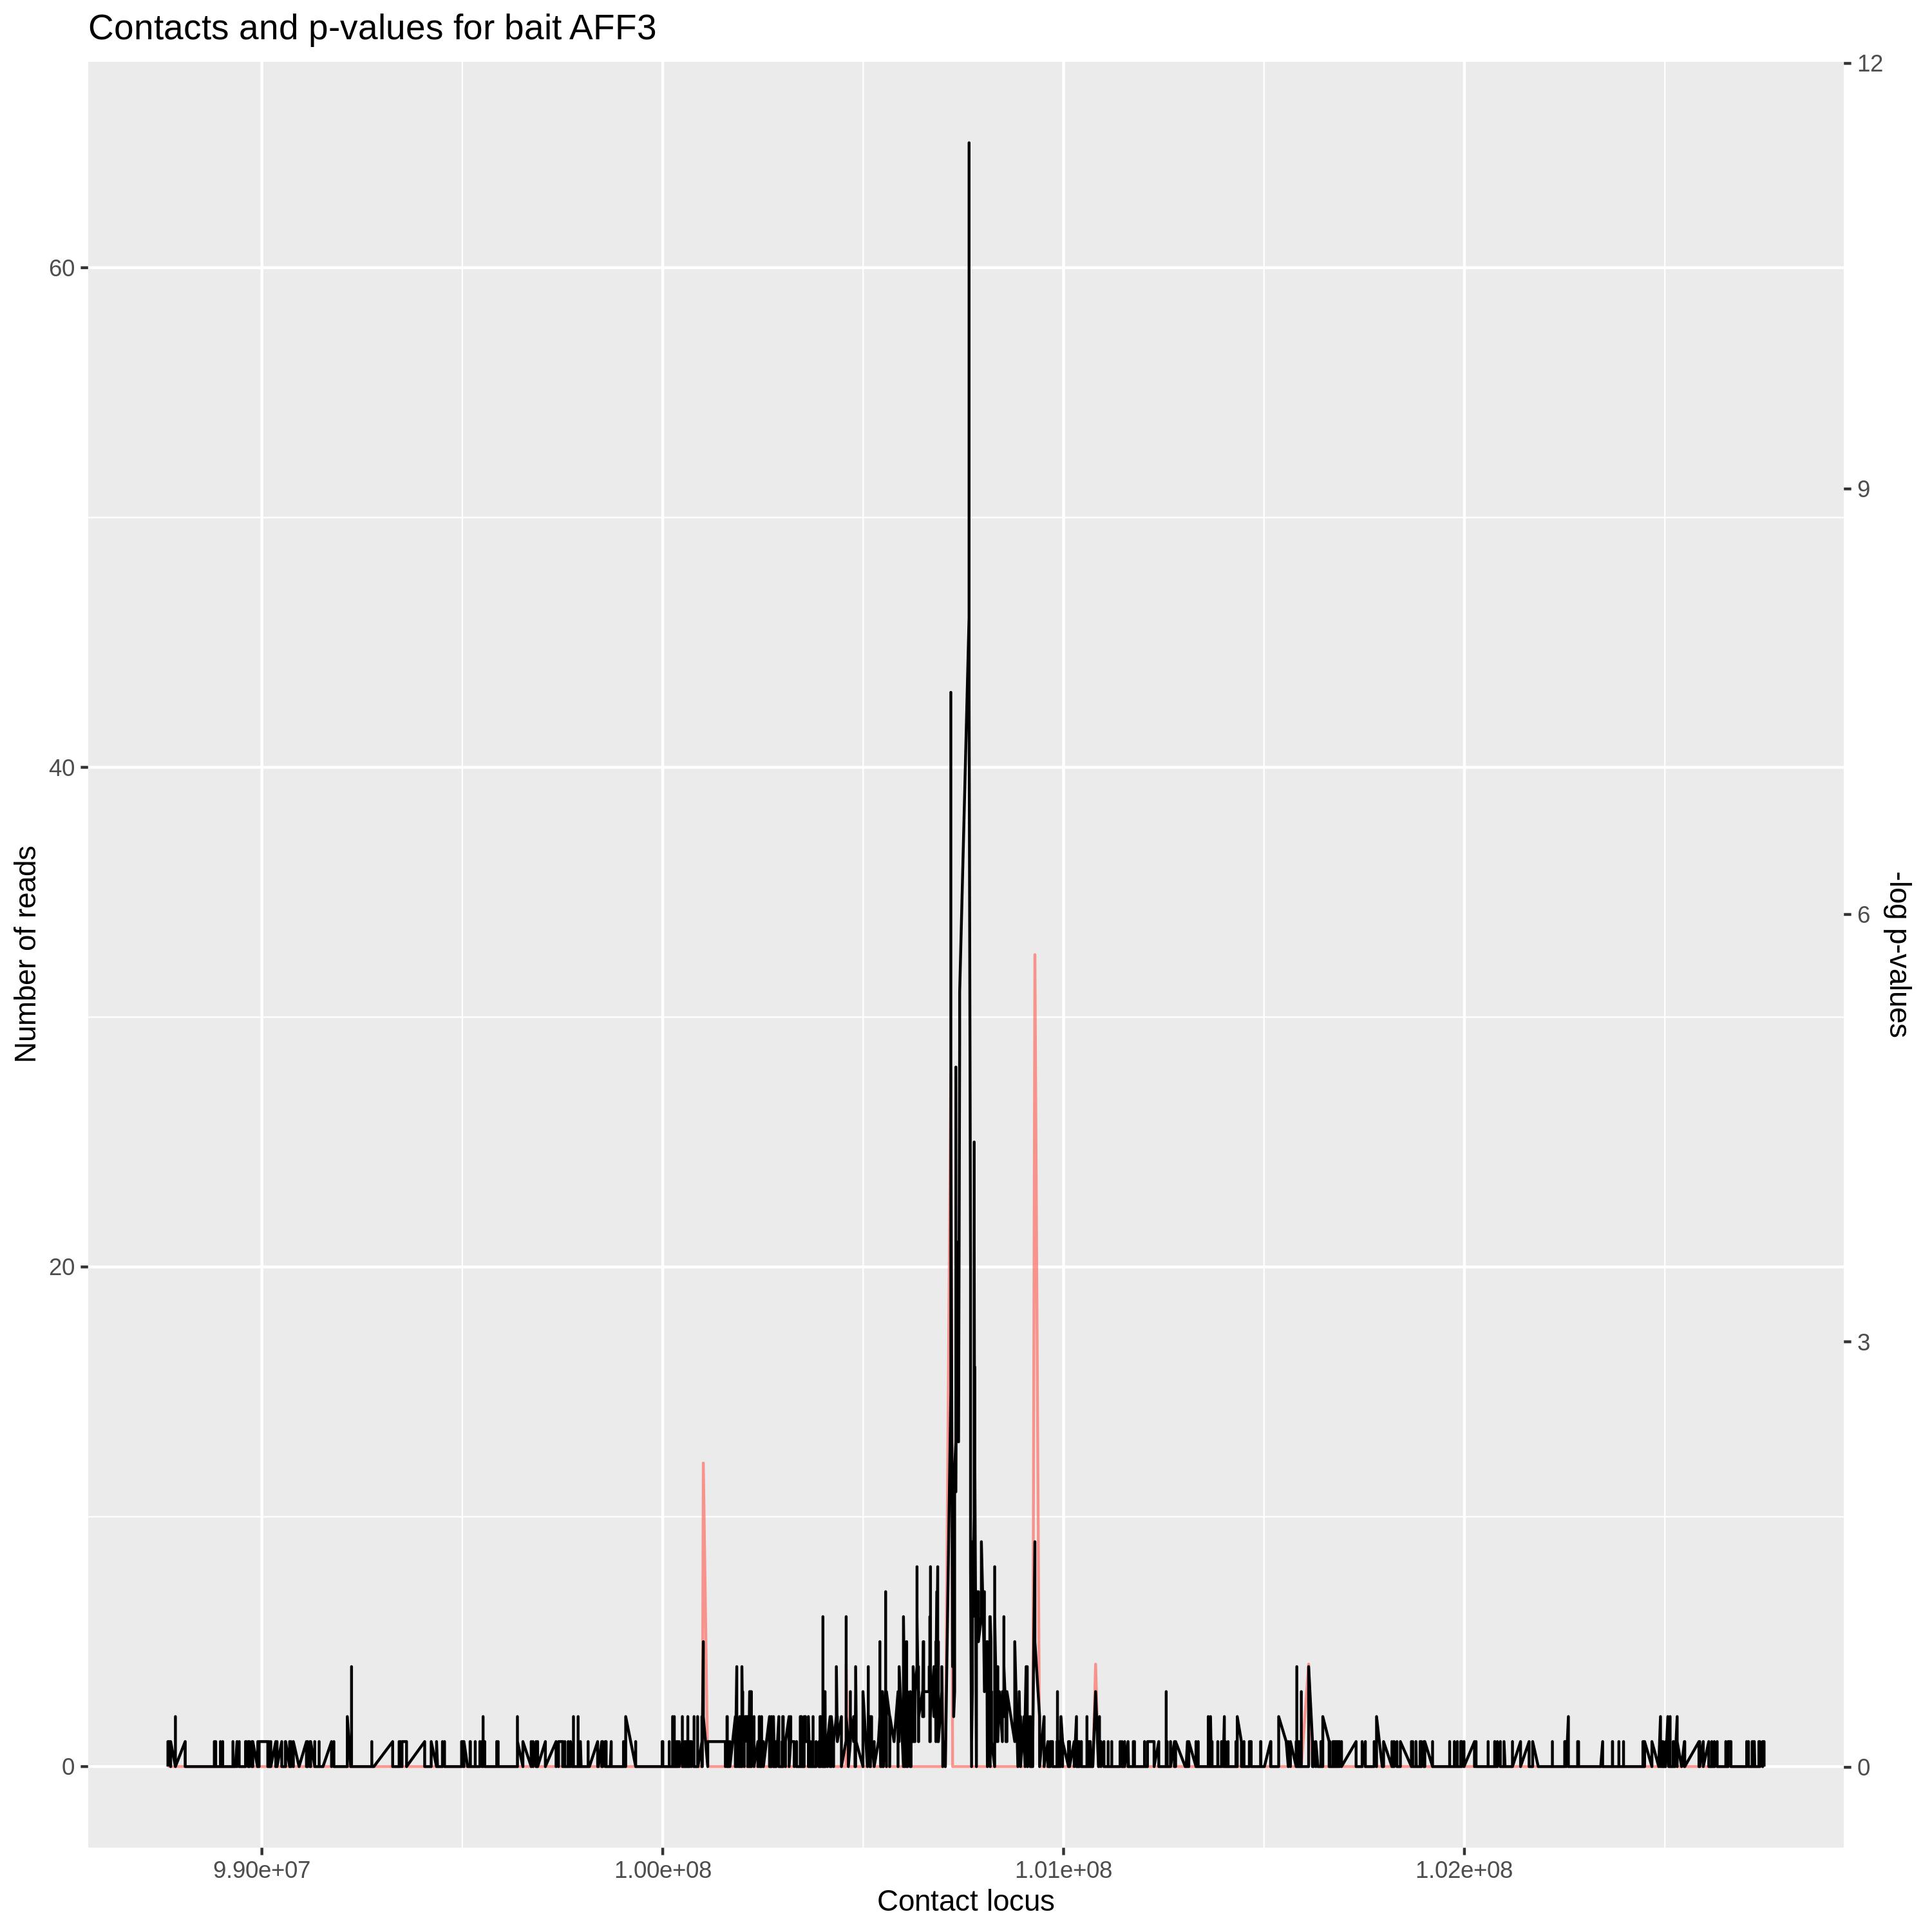 Contacts and p-values for bait AFF3
12
60
9
40
6
Number of reads
-log p-values
20
3
0
0
9.90e+07
1.00e+08
1.01e+08
1.02e+08
Contact locus